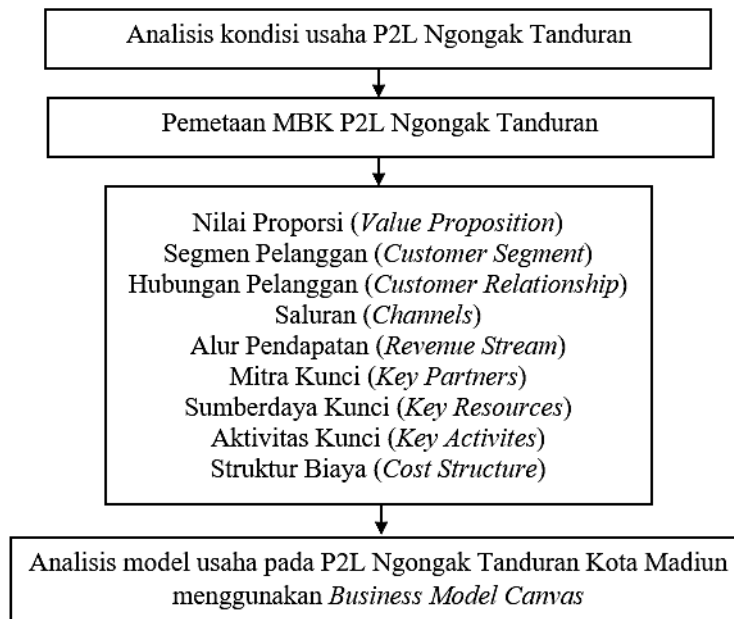 Analisis kondisi usaha P2L Ngongak Tanduran
Pemetaan MBK P2L Ngongak Tanduran
Nilai Proporsi (Value Proposition)
Segmen Pelanggan (Customer Segment)
Hubungan Pelanggan (Customer Relationship)
Saluran (Channels)
Alur Pendapatan (Revenue Stream)
Mitra Kunci (Key Partners)
Sumberdaya Kunci (Key Resources)
Aktivitas Kunci (Key Activites)
Struktur Biaya (Cost Structure)
Analisis model usaha pada P2L Ngongak Tanduran Kota Madiun
menggunakan Business Model Canvas